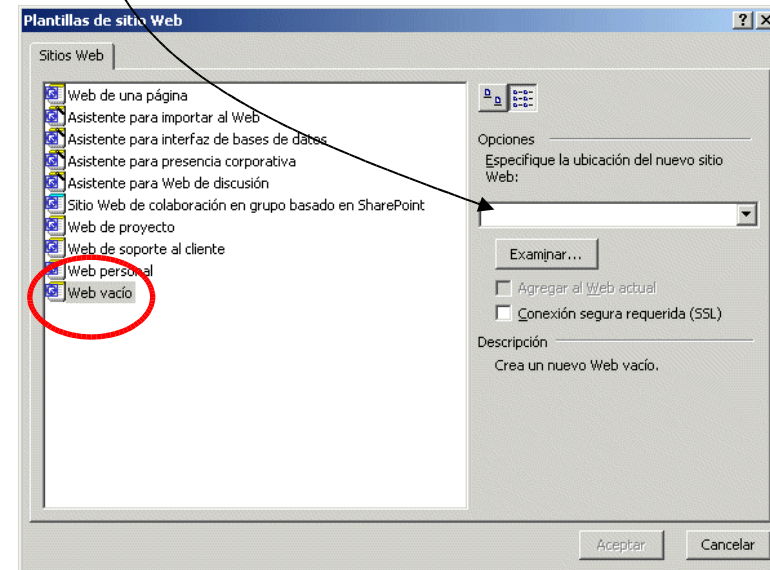 Plantillas de sitio Web
Sitios Web
Web de una página
Asistente para importar al Web
Asistente para interfaz de bases de datos
Asistente para presencia corporativa
Asistente para Web de discusión
Sitio Web de colaboración en grupo basado en SharePoint
Web de proyecto
Web de soporte al cliente
Web personal
Web vacío
Opciones
Especifique la ubicación del nuevo sitio
Web:
Examinar...
Agregar al Web actual
Conexión segura requerida (SSL)
Descripción
Crea un nuevo Web vacío.
Aceptar
Cancelar